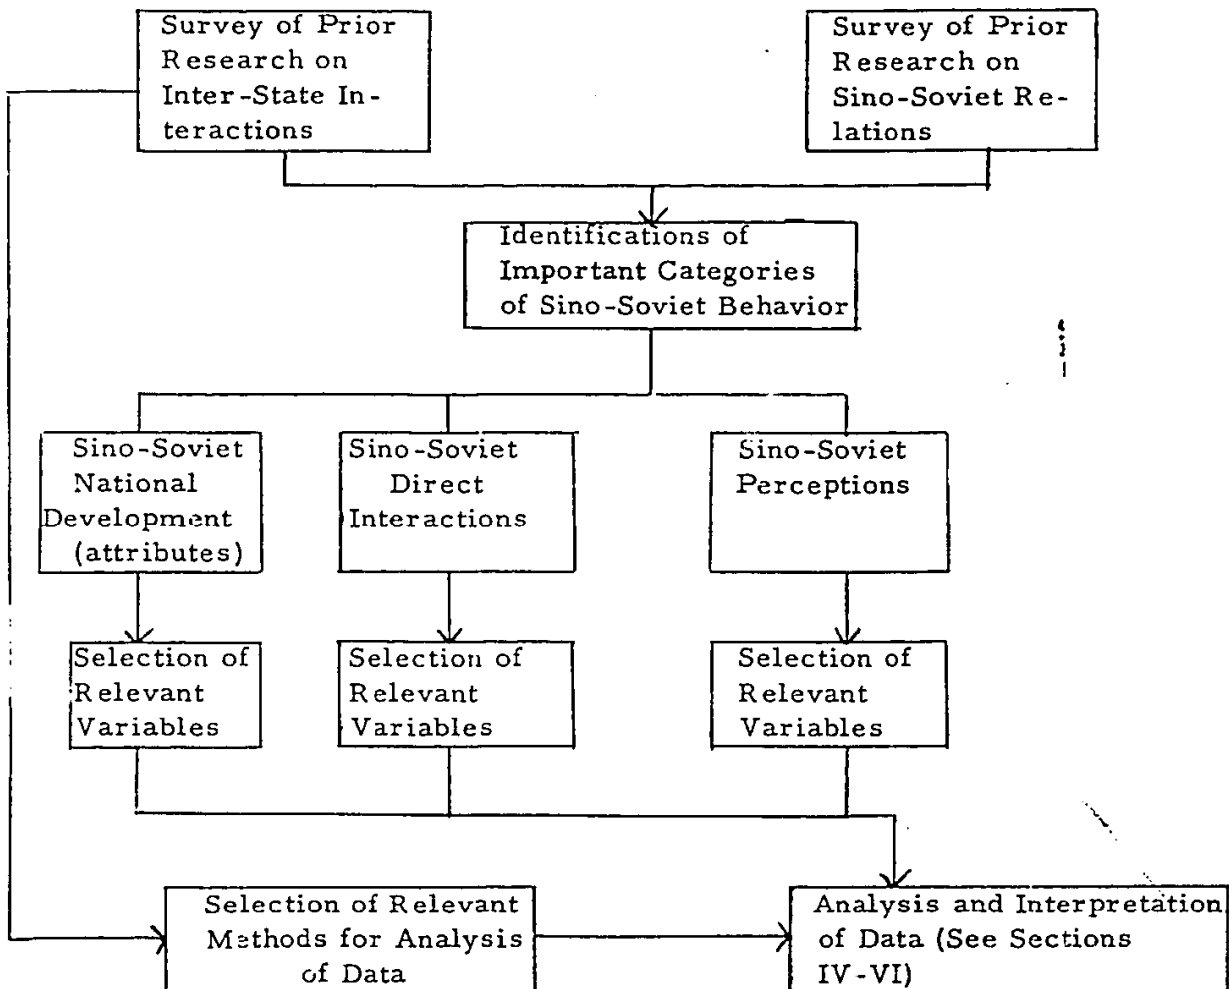 Survey of Prior
Research on
Inter-State In-
teractions
Survey of Prior
Research on
Sino-Soviet Re-
lations
Identifications of
Important Categories
of Sino-Soviet Behavior
Sino-Soviet
National
Development
(attributes)
Sino-Soviet
Direct
Interactions
Sino-Soviet
Perceptions
Selection of
Relevant
Variables
Selection of
Relevant
Variables
Selection of
Relevant
Variables
Selection of Relevant
Methods for Analysis
of Data
Analysis and Interpretation
of Data (See Sections
IV-VI)